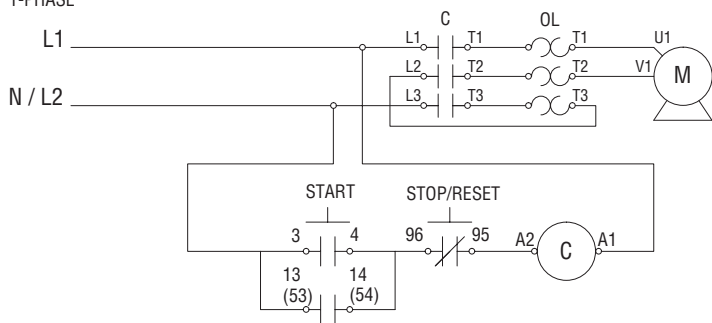 1-PHASE
C OL
L1 L1 T1 T1 U1
L2 T2 T2 V1 M
N / L2 L3 T3 T3
START STOP/RESET
3 4 96 95 A2 C A1
13 14
(53) (54)